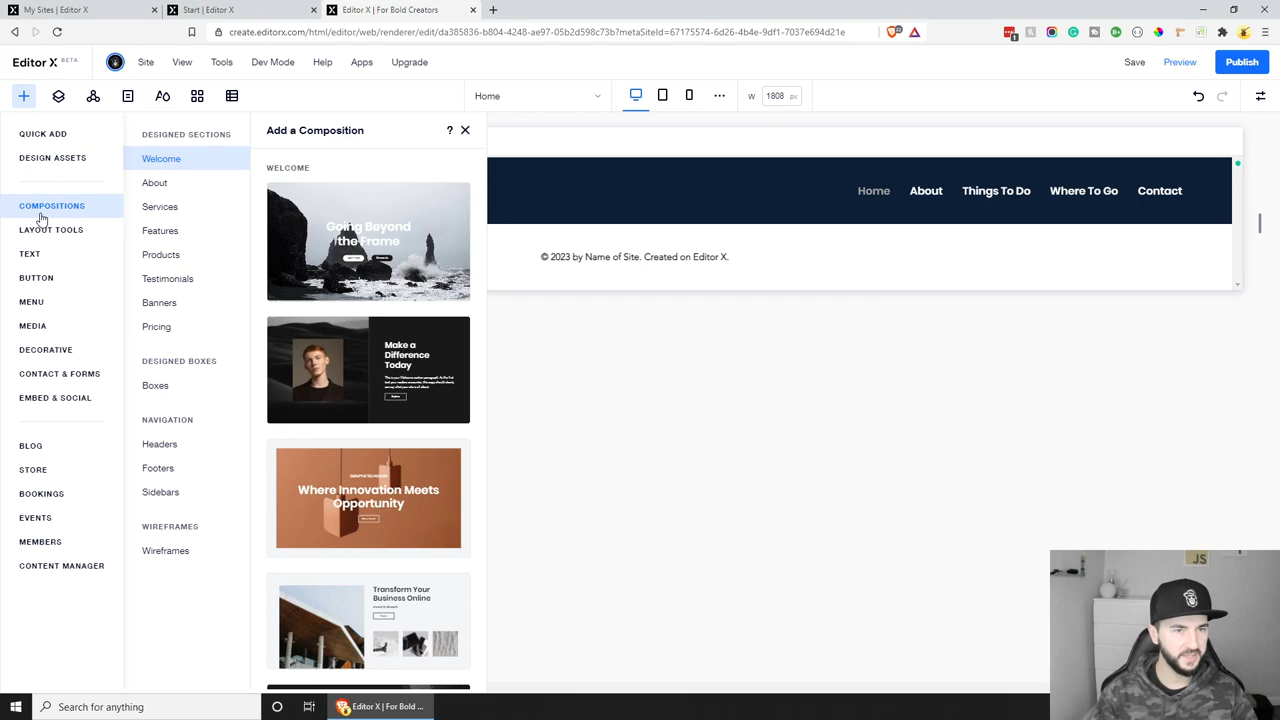 My Sites | Editor X
Start | Editor X
Editor X | For Bold Creators
create.editorx.com/html/editor/web/renderer/edit/da385836-b804-4248-ae97-05b2d598c73b?metaSiteId=67175574-6d26-4b4e-9df1-7037e694d21e
Editor X BETA
Site
View
Tools
Dev Mode
Help
Apps
Upgrade
Save
Preview
Publish
Home
W 1808 px
QUICK ADD
DESIGN ASSETS
COMPOSITIONS
LAYOUT TOOLS
TEXT
BUTTON
MENU
MEDIA
DECORATIVE
CONTACT & FORMS
EMBED & SOCIAL
BLOG
STORE
BOOKINGS
EVENTS
MEMBERS
CONTENT MANAGER
DESIGNED SECTIONS
Welcome
About
Services
Features
Products
Testimonials
Banners
Pricing
DESIGNED BOXES
Boxes
NAVIGATION
Headers
Footers
Sidebars
WIREFRAMES
Wireframes
Add a Composition
?
WELCOME
Going Beyond
the Frame
Make a
Difference
Today
Where Innovation Meets
Opportunity
Transform Your
Business Online
Home
About
Things To Do
Where To Go
Contact
© 2023 by Name of Site. Created on Editor X.
JS
Search for anything
Editor X | For Bold ...